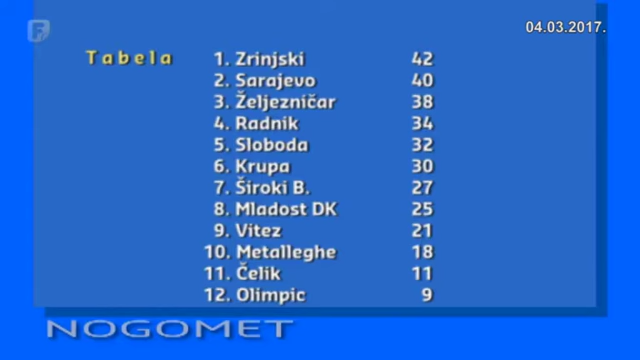 04.03.2017.
Tabela
1. Zrinjski 42
2. Sarajevo 40
3. Željezničar 38
4. Radnik 34
5. Sloboda 32
6. Krupa 30
7. Široki B. 27
8. Mladost DK 25
9. Vitez 21
10. Metalleghe 18
11. Čelik 11
12. Olimpic 9
NOGOMET